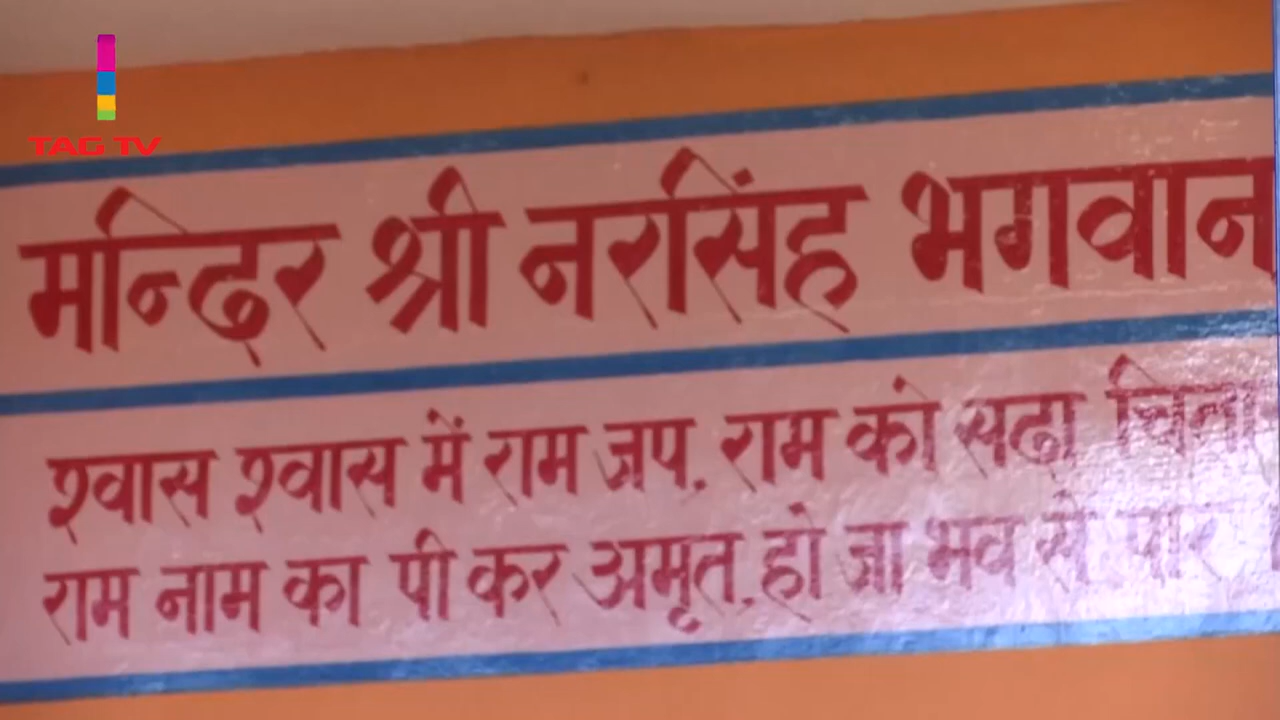 TAG TV
मन्दिर श्री नरसिंह भगवान
श्वास श्वास में राम जप, राम को सदा
राम नाम का पी कर अमृत, हो जा भव से पार